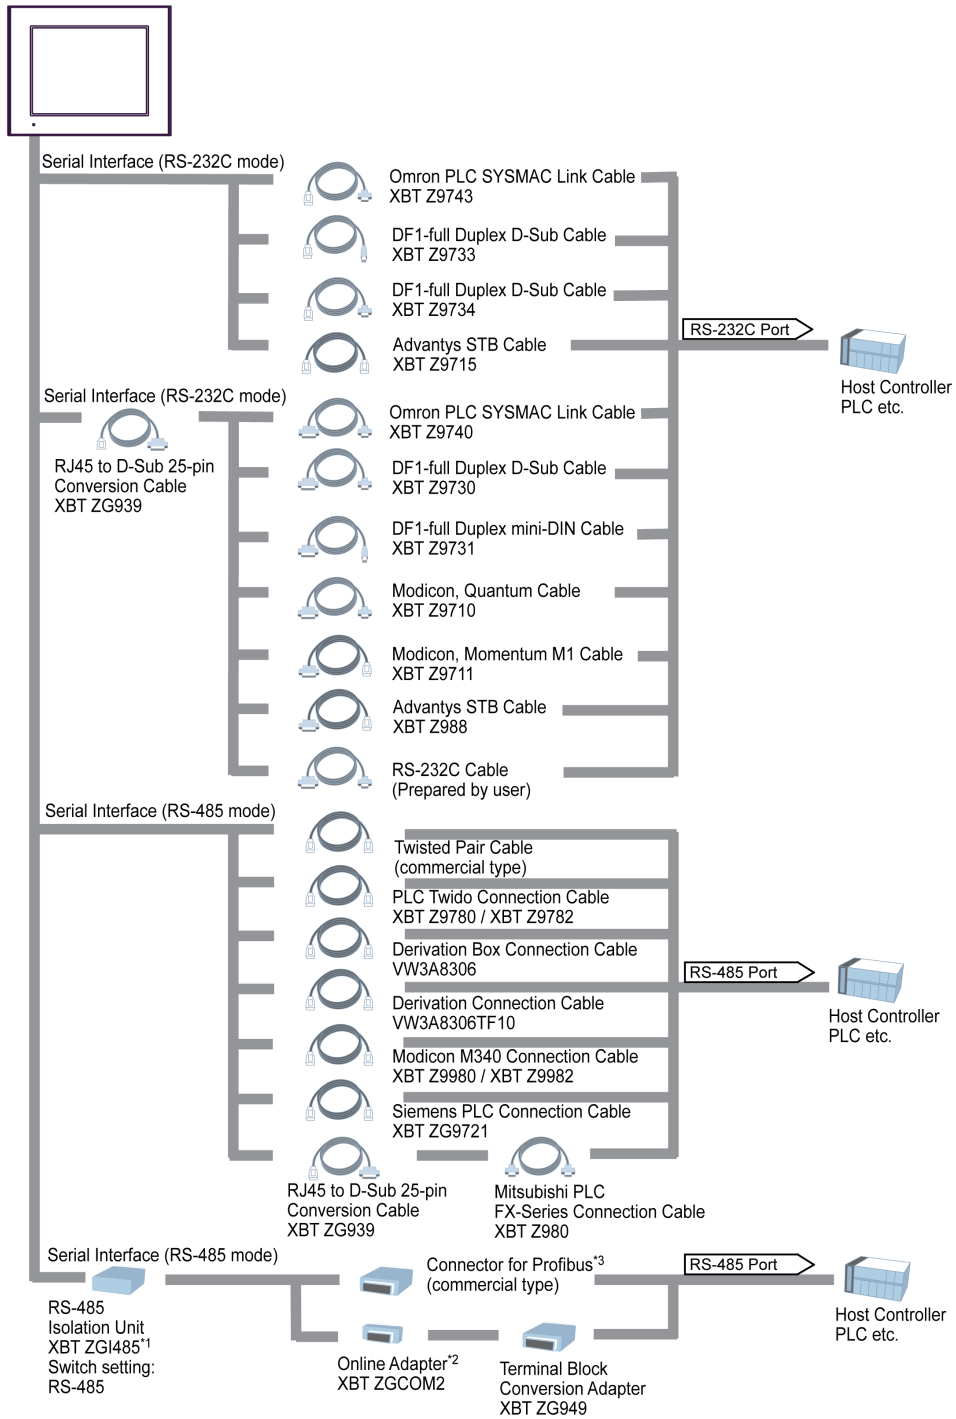 Serial Interface (RS-232C mode)
Omron PLC SYSMAC Link Cable
XBT Z9743
DF1-full Duplex D-Sub Cable
XBT Z9733
DF1-full Duplex D-Sub Cable
XBT Z9734
Advantys STB Cable
XBT Z9715
RS-232C Port
Host Controller
PLC etc.
Serial Interface (RS-232C mode)
RJ45 to D-Sub 25-pin
Conversion Cable
XBT ZG939
Omron PLC SYSMAC Link Cable
XBT Z9740
DF1-full Duplex D-Sub Cable
XBT Z9730
DF1-full Duplex mini-DIN Cable
XBT Z9731
Modicon, Quantum Cable
XBT Z9710
Modicon, Momentum M1 Cable
XBT Z9711
Advantys STB Cable
XBT Z988
RS-232C Cable
(Prepared by user)
Serial Interface (RS-485 mode)
Twisted Pair Cable
(commercial type)
PLC Twido Connection Cable
XBT Z9780 / XBT Z9782
Derivation Box Connection Cable
VW3A8306
Derivation Connection Cable
VW3A8306TF10
Modicon M340 Connection Cable
XBT Z9980 / XBT Z9982
Siemens PLC Connection Cable
XBT ZG9721
RJ45 to D-Sub 25-pin
Conversion Cable
XBT ZG939
Mitsubishi PLC
FX-Series Connection Cable
XBT Z980
RS-485 Port
Host Controller
PLC etc.
Serial Interface (RS-485 mode)
RS-485
Isolation Unit
XBT ZGI485*1
Switch setting:
RS-485
Connector for Profibus*3
(commercial type)
Online Adapter*2
XBT ZGCOM2
Terminal Block
Conversion Adapter
XBT ZG949
RS-485 Port
Host Controller
PLC etc.